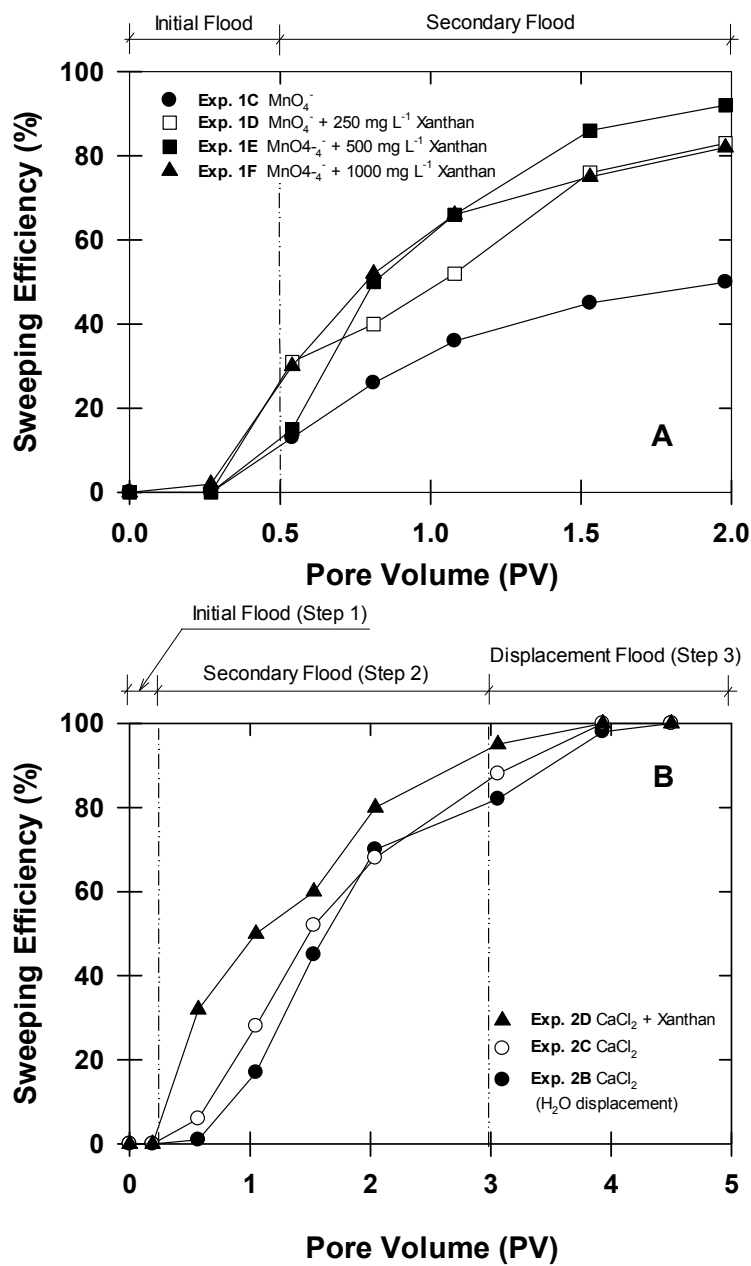 Initial Flood
Secondary Flood
100
80
60
40
20
0
Sweeping Efficiency (%)
Exp. 1C MnO₄⁻
Exp. 1D MnO₄⁻ + 250 mg L⁻¹ Xanthan
Exp. 1E MnO4-₄⁻ + 500 mg L⁻¹ Xanthan
Exp. 1F MnO4-₄⁻ + 1000 mg L⁻¹ Xanthan
A
0.0 0.5 1.0 1.5 2.0
Pore Volume (PV)
Initial Flood (Step 1)
Secondary Flood (Step 2)
Displacement Flood (Step 3)
100
80
60
40
20
0
Sweeping Efficiency (%)
B
Exp. 2D CaCl₂ + Xanthan
Exp. 2C CaCl₂
Exp. 2B CaCl₂
(H₂O displacement)
0 1 2 3 4 5
Pore Volume (PV)